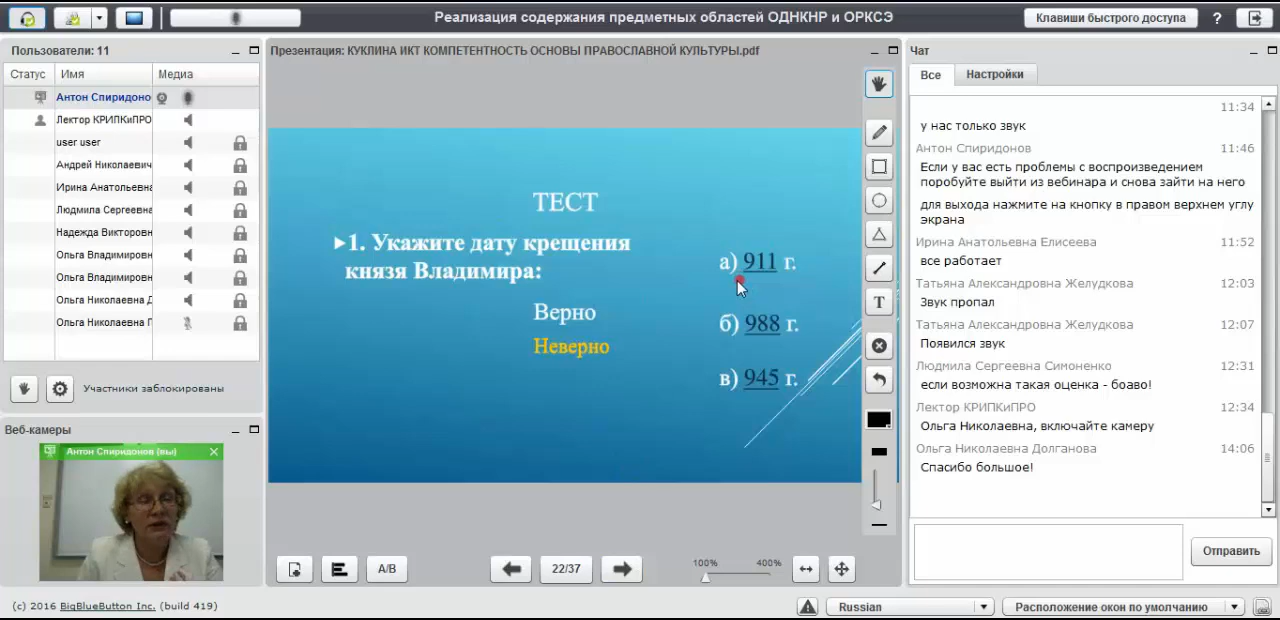 Реализация содержания предметных областей ОДНКНР и ОРКСЭ
Клавиши быстрого доступа
?
Пользователи: 11
Статус Имя Медиа
Антон Спиридоно
Лектор КРИПКиПРО
user user
Андрей Николаевич
Ирина Анатольевна
Людмила Сергеевна
Надежда Викторовн
Ольга Владимировн
Ольга Владимировн
Ольга Николаевна Д
Ольга Николаевна Г
Участники заблокированы
Веб-камеры
Антон Спиридонов (вы)
Презентация: КУКЛИНА ИКТ КОМПЕТЕНТНОСТЬ ОСНОВЫ ПРАВОСЛАВНОЙ КУЛЬТУРЫ.pdf
ТЕСТ
1. Укажите дату крещения
князя Владимира:
Верно
Неверно
а) 911 г.
б) 988 г.
в) 945 г.
T
A/B
22/37
100% 400%
Чат
Все Настройки
11:34
у нас только звук
Антон Спиридонов 11:46
Если у вас есть проблемы с воспроизведением
поробуйте выйти из вебинара и снова зайти на него
для выхода нажмите на кнопку в правом верхнем углу
экрана
Ирина Анатольевна Елисеева 11:52
все работает
Татьяна Александровна Желудкова 12:03
Звук пропал
Татьяна Александровна Желудкова 12:07
Появился звук
Людмила Сергеевна Симоненко 12:31
если возможна такая оценка - боаво!
Лектор КРИПКиПРО 12:34
Ольга Николаевна, включайте камеру
Ольга Николаевна Долганова 14:06
Спасибо большое!
Отправить
(c) 2016 BigBlueButton Inc. (build 419)
Russian
Расположение окон по умолчанию